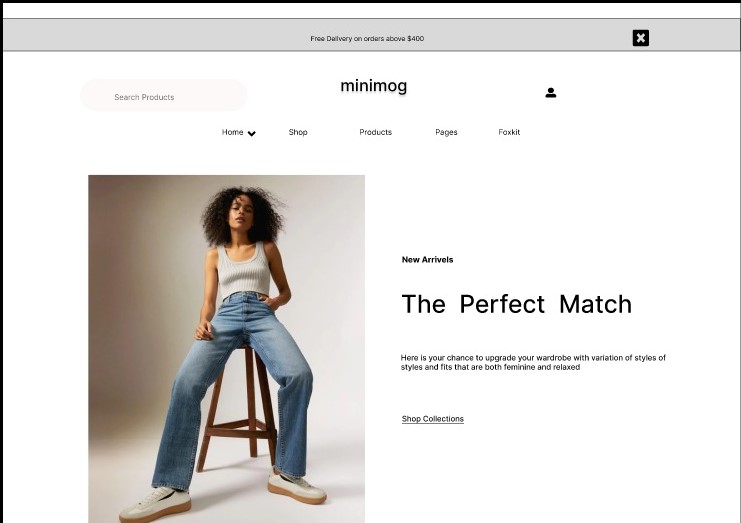 Free Delivery on orders above $400
Search Products
minimog
Home
Shop
Products
Pages
Foxkit
New Arrivels
The Perfect Match
Here is your chance to upgrade your wardrobe with variation of styles of
styles and fits that are both feminine and relaxed
Shop Collections